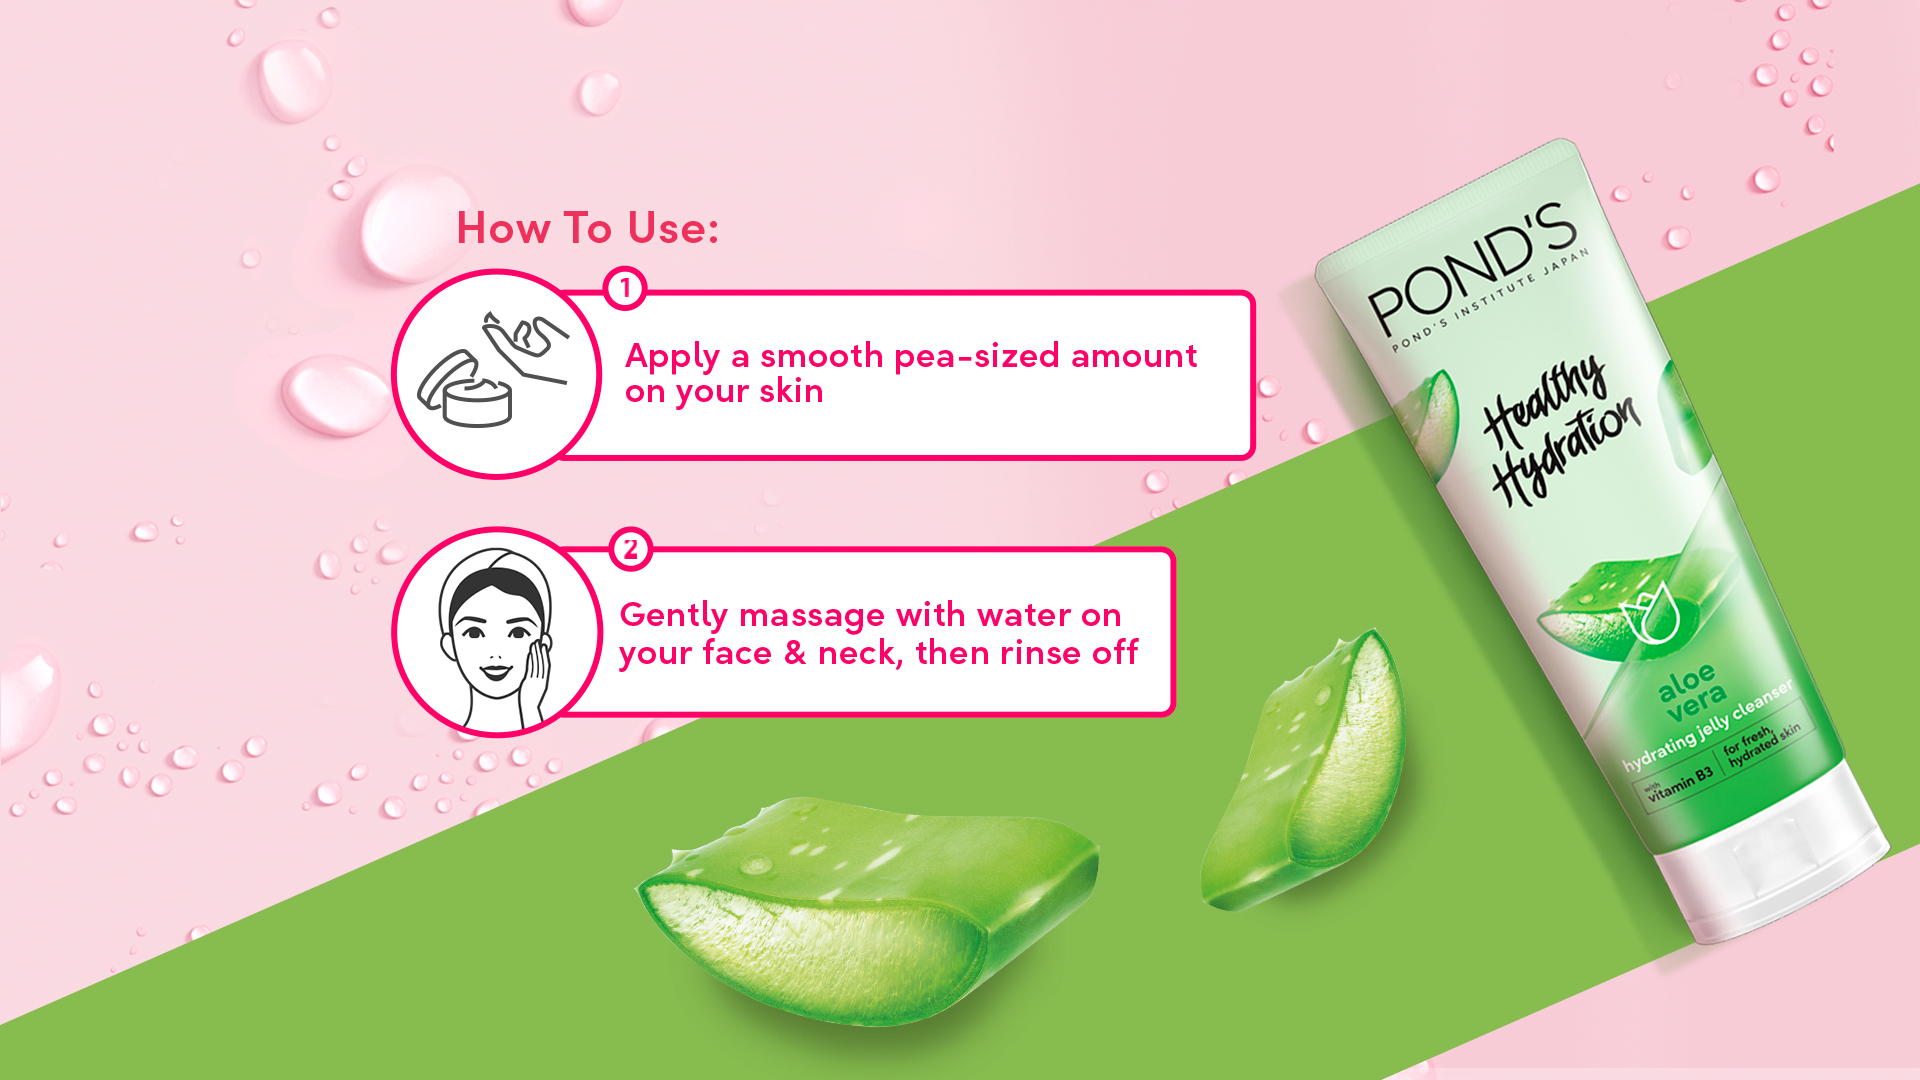 How To Use:
1
Apply a smooth pea-sized amount
on your skin
2
Gently massage with water on
your face & neck, then rinse off
POND'S
POND'S INSTITUTE JAPAN
Healthy
Hydration
aloe
vera
hydrating jelly cleanser
with
vitamin B3
for fresh,
hydrated skin